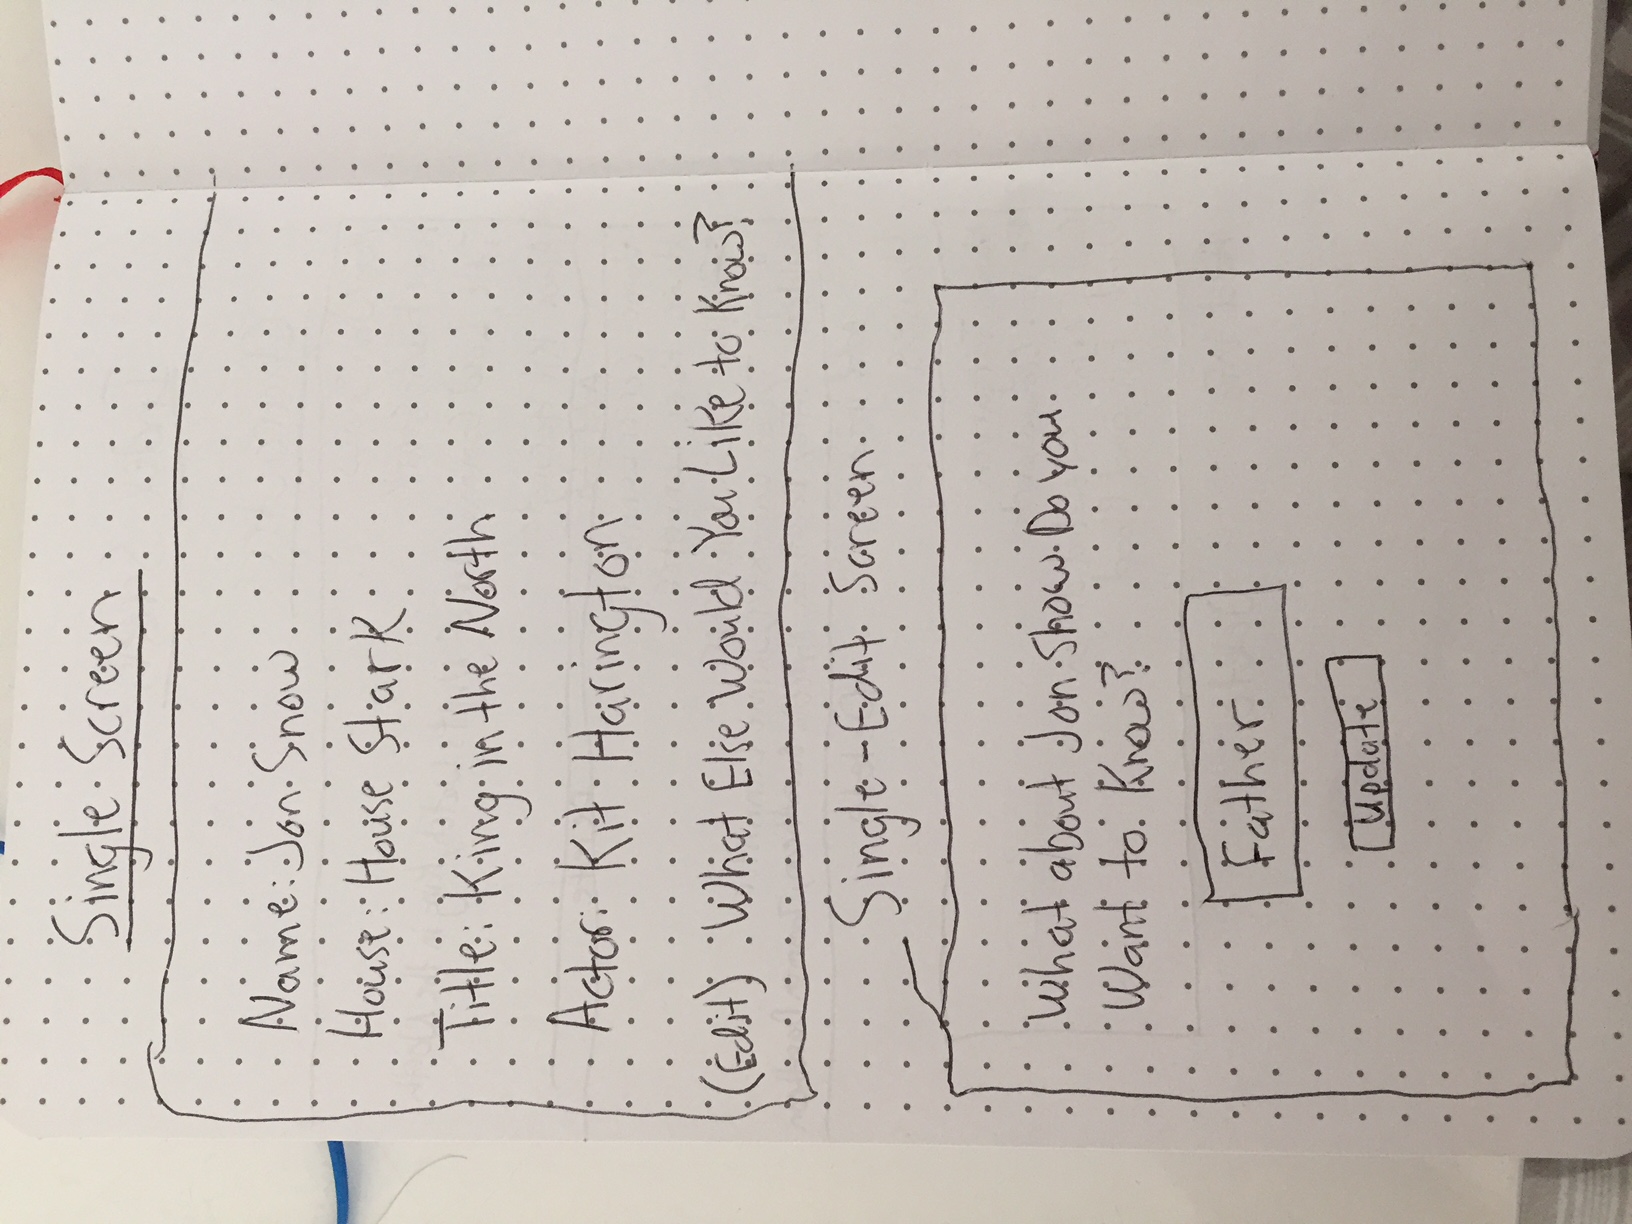 Single Screen
Name: Jon Snow
House: House Stark
Title: King in the North
Actor: Kit Harington
(Edit) What Else Would You Like to Know?
Single-Edit Screen
What about Jon Snow Do you
Want to Know?
Father
Update